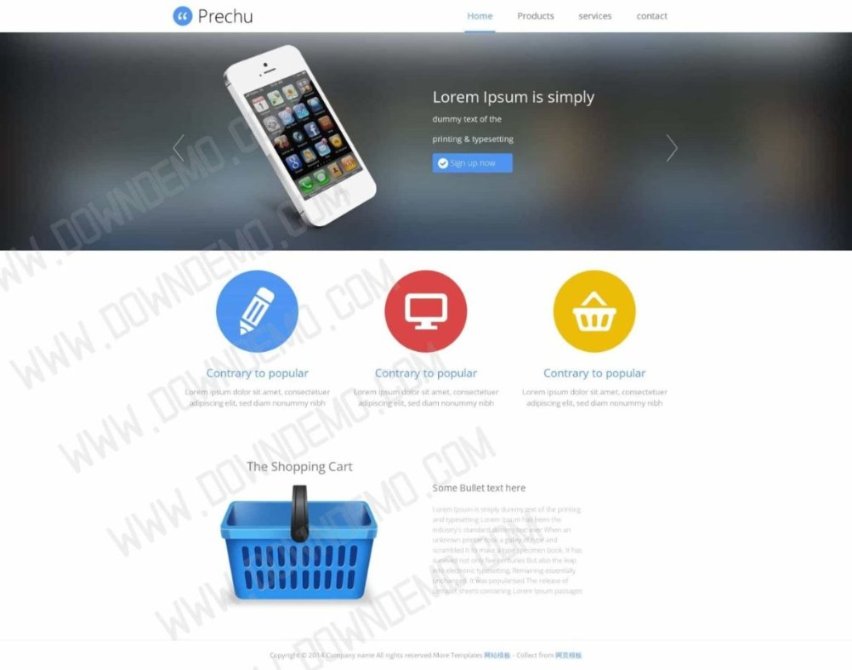 Prechu
Home Products services contact
Lorem Ipsum is simply
dummy text of the
printing & typesetting
Sign up now
Contrary to popular Contrary to popular Contrary to popular
Lorem ipsum dolor sit amet, consectetuer Lorem ipsum dolor sit amet, consectetuer Lorem ipsum dolor sit amet, consectetuer
adipiscing elit, sed diam nonummy nibh adipiscing elit, sed diam nonummy nibh adipiscing elit, sed diam nonummy nibh
The Shopping Cart
Some Bullet text here
Lorem Ipsum is simply dummy text of the printing
and typesetting Lorem Ipsum has been the
industry's standard dummy text ever When an
unknown printer took a galley of type and
scrambled it to make a type specimen book. It has
survived not only five centuries But also the leap
into electronic typesetting, Remaining essentially
unchanged. It was popularised The release of
Letraset sheets containing Lorem Ipsum passages
Copyright © 2014.Company name All rights reserved.More Templates 网站模板 - Collect from 网页模板
WWW.DOWNDEMO.COM
WWW.DOWNDEMO.COM
WWW.DOWNDEMO.COM
WWW.DOWNDEMO.COM
WWW.DOWNDEMO.COM